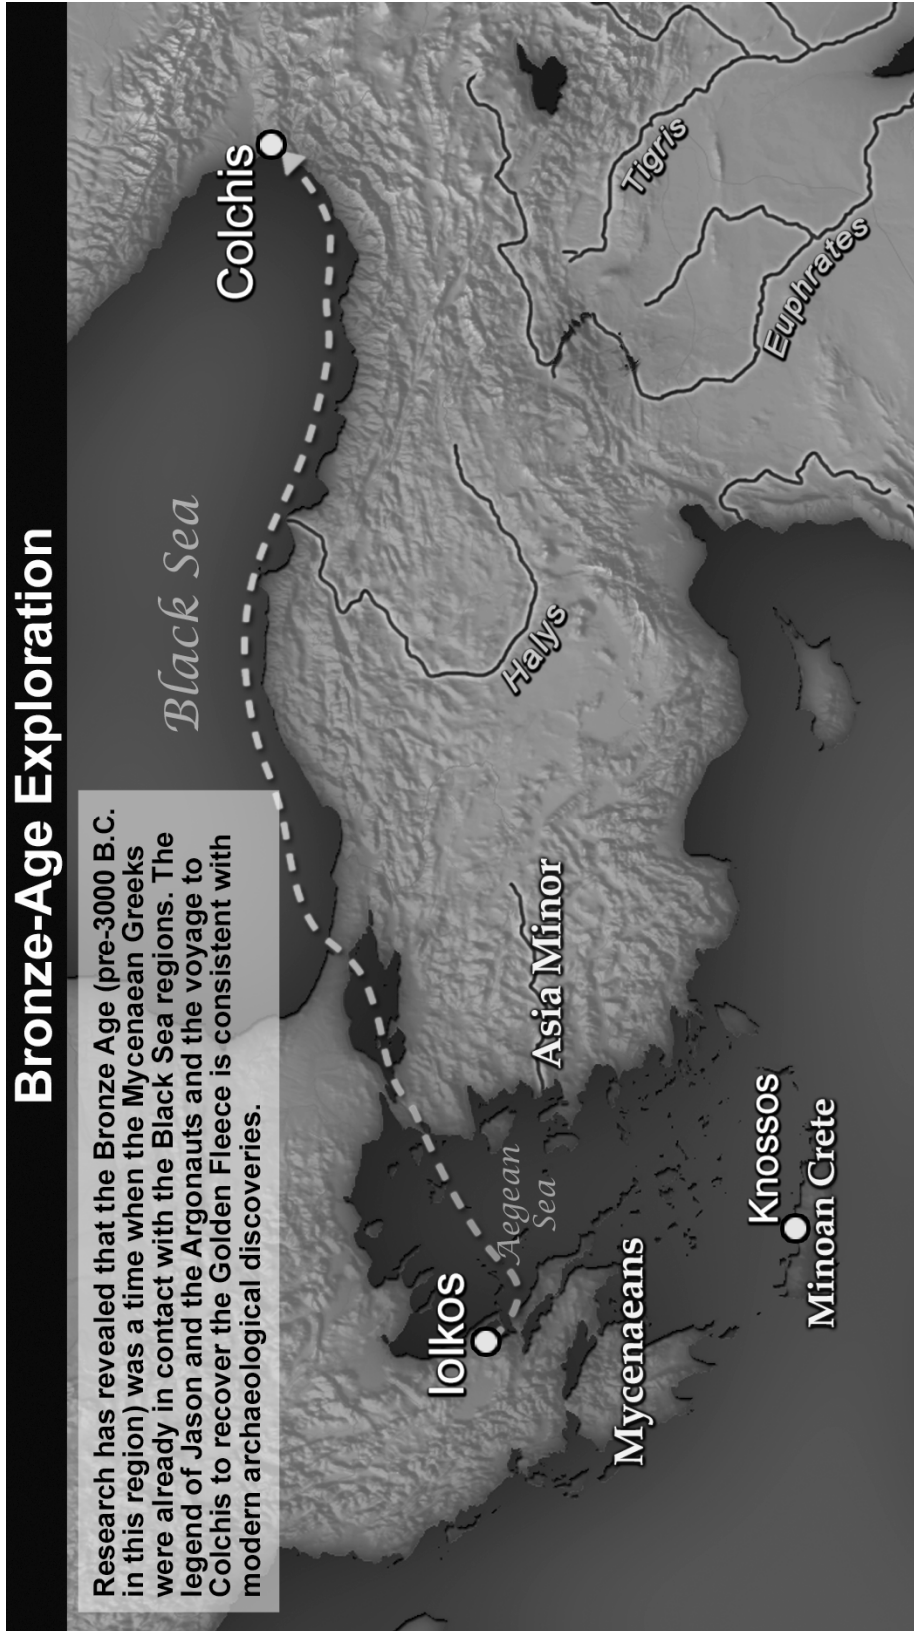 Bronze-Age Exploration
Research has revealed that the Bronze Age (pre-3000 B.C.
in this region) was a time when the Mycenaean Greeks
were already in contact with the Black Sea regions. The
legend of Jason and the Argonauts and the voyage to
Colchis to recover the Golden Fleece is consistent with
modern archaeological discoveries.
Black Sea
Colchis
Iolkos
Aegean
Sea
Asia Minor
Halys
Tigris
Euphrates
Mycenaeans
Knossos
Minoan Crete